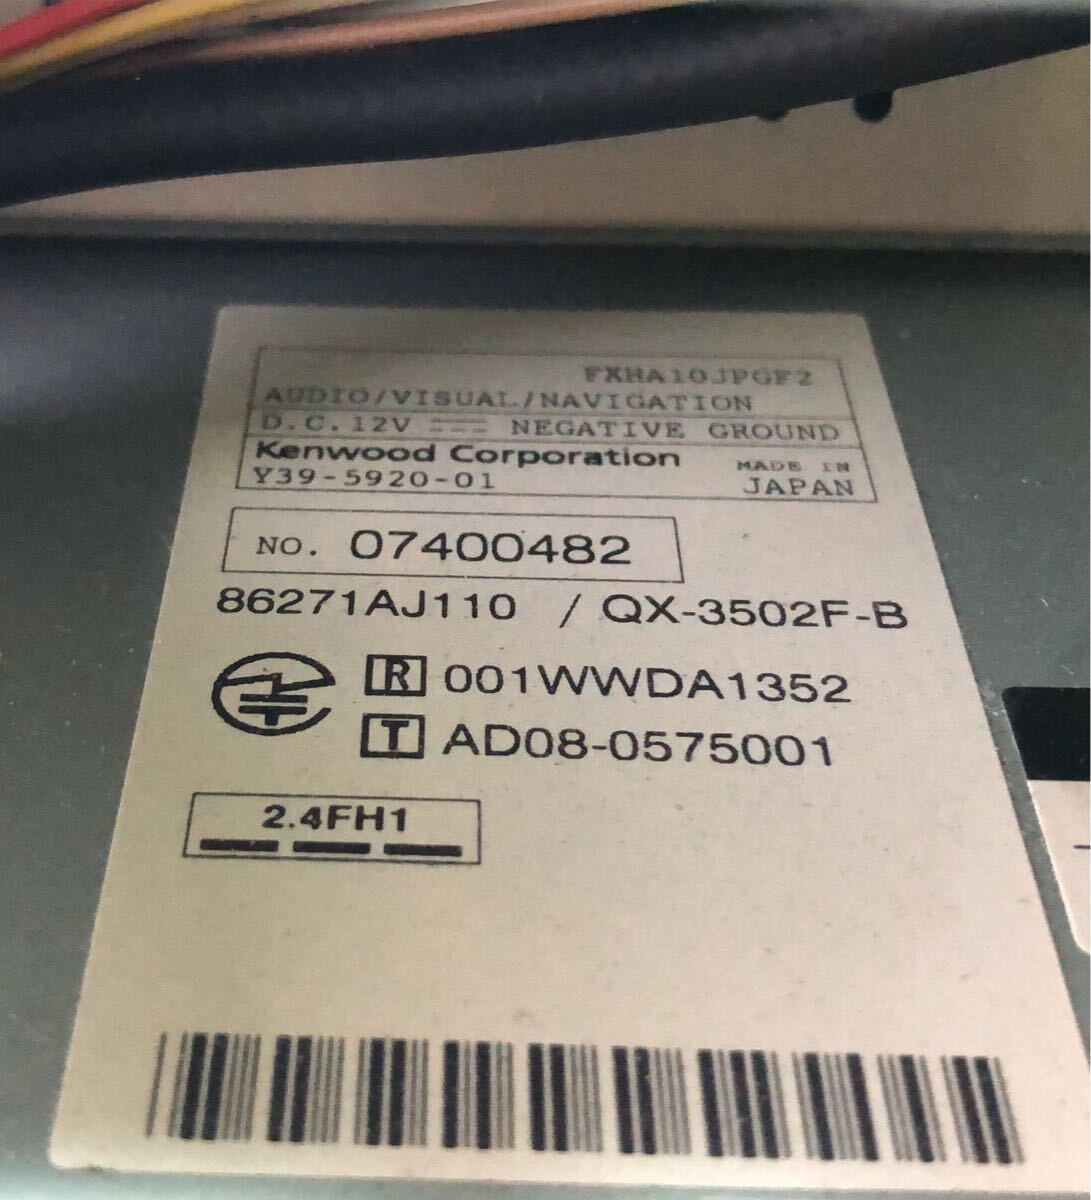 FXHA10JPGF2
AUDIO/VISUAL/NAVIGATION
D.C.12V NEGATIVE GROUND
Kenwood Corporation
Y39-5920-01
MADE IN
JAPAN
NO. 07400482
86271AJ110 / QX-3502F-B
R 001WWDA1352
T AD08-0575001
2.4FH1